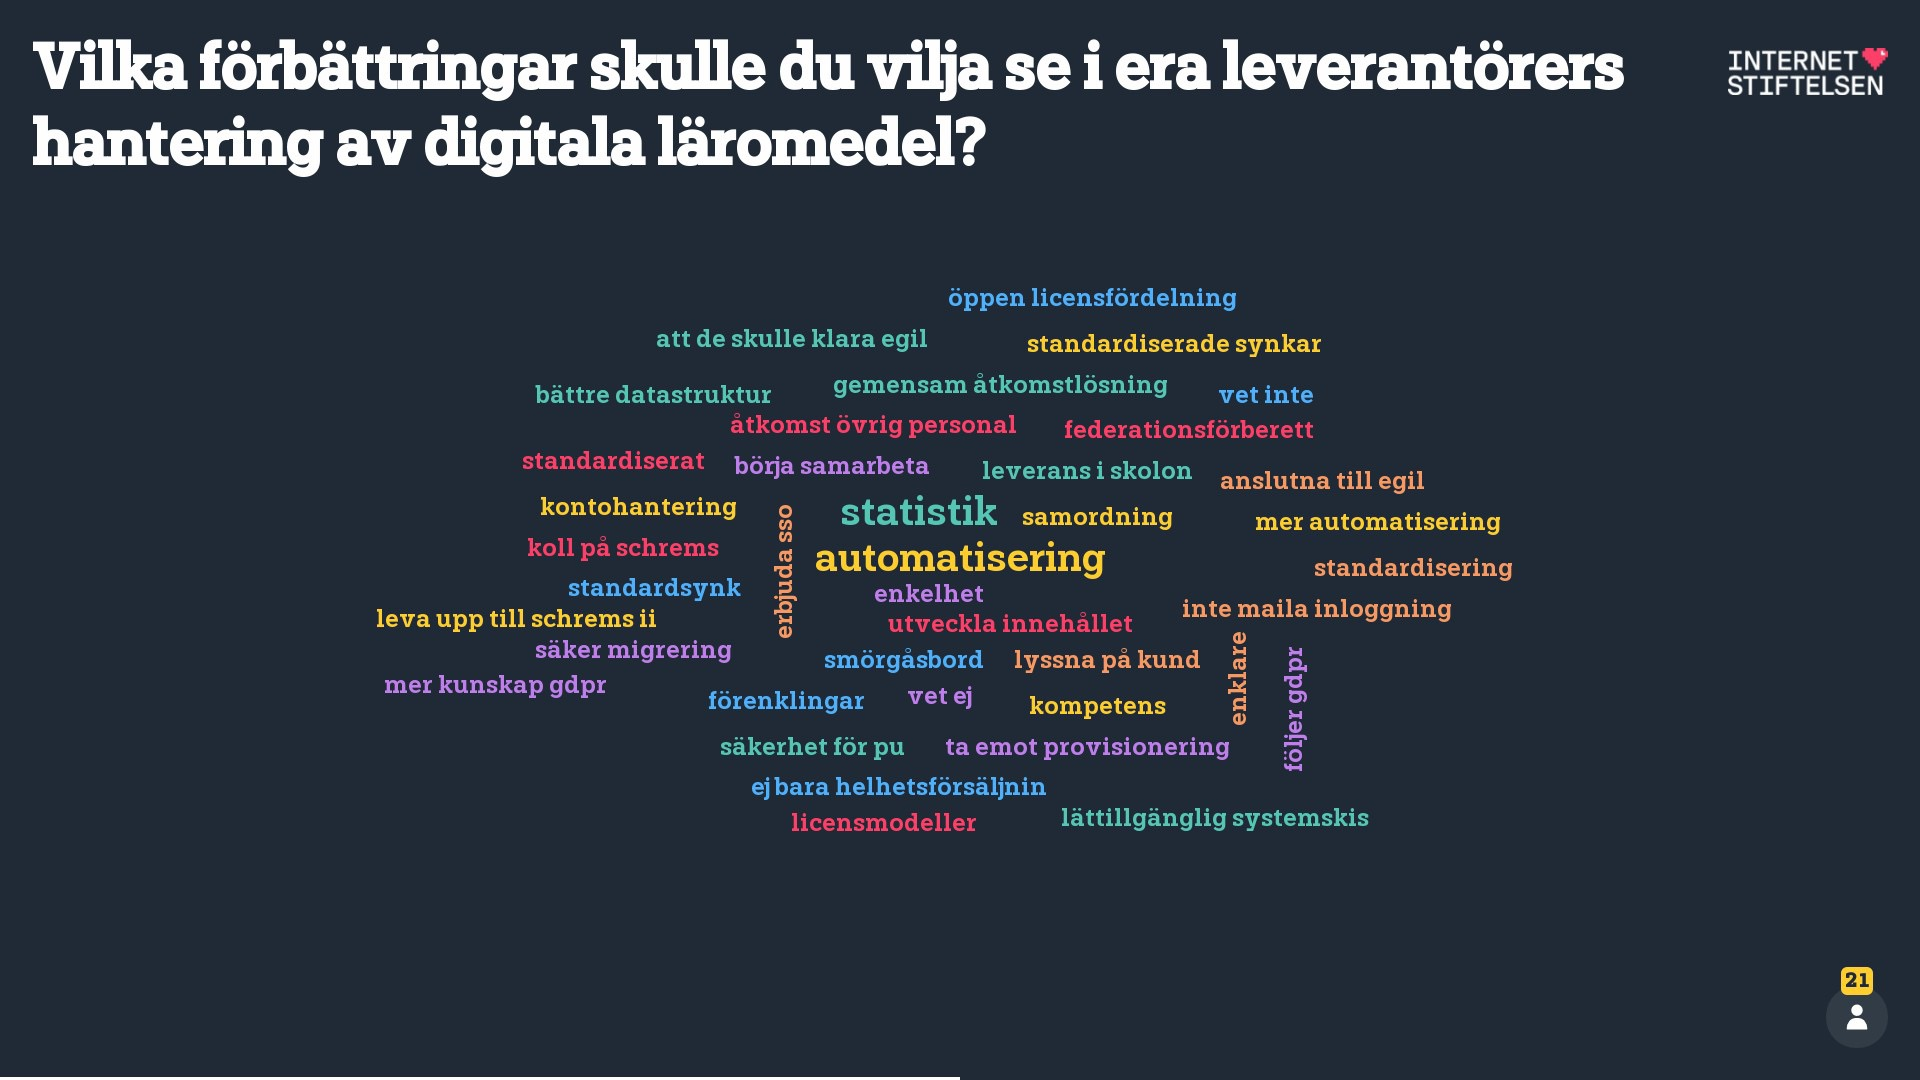 Vilka förbättringar skulle du vilja se i era leverantörers
hantering av digitala läromedel?
INTERNET
STIFTELSEN
öppen licensfördelning
att de skulle klara egil
standardiserade synkar
bättre datastruktur
gemensam åtkomstlösning
vet inte
åtkomst övrig personal
federationsförberett
standardiserat
börja samarbeta
leverans i skolon
anslutna till egil
kontohantering
erbjuda sso
statistik
samordning
mer automatisering
koll på schrems
automatisering
standardisering
standardsynk
enkelhet
inte maila inloggning
leva upp till schrems ii
utveckla innehållet
säker migrering
smörgåsbord
lyssna på kund
enklare
följer gdpr
mer kunskap gdpr
förenklingar
vet ej
kompetens
säkerhet för pu
ta emot provisionering
ej bara helhetsförsäljnin
licensmodeller
lättillgänglig systemskis
21